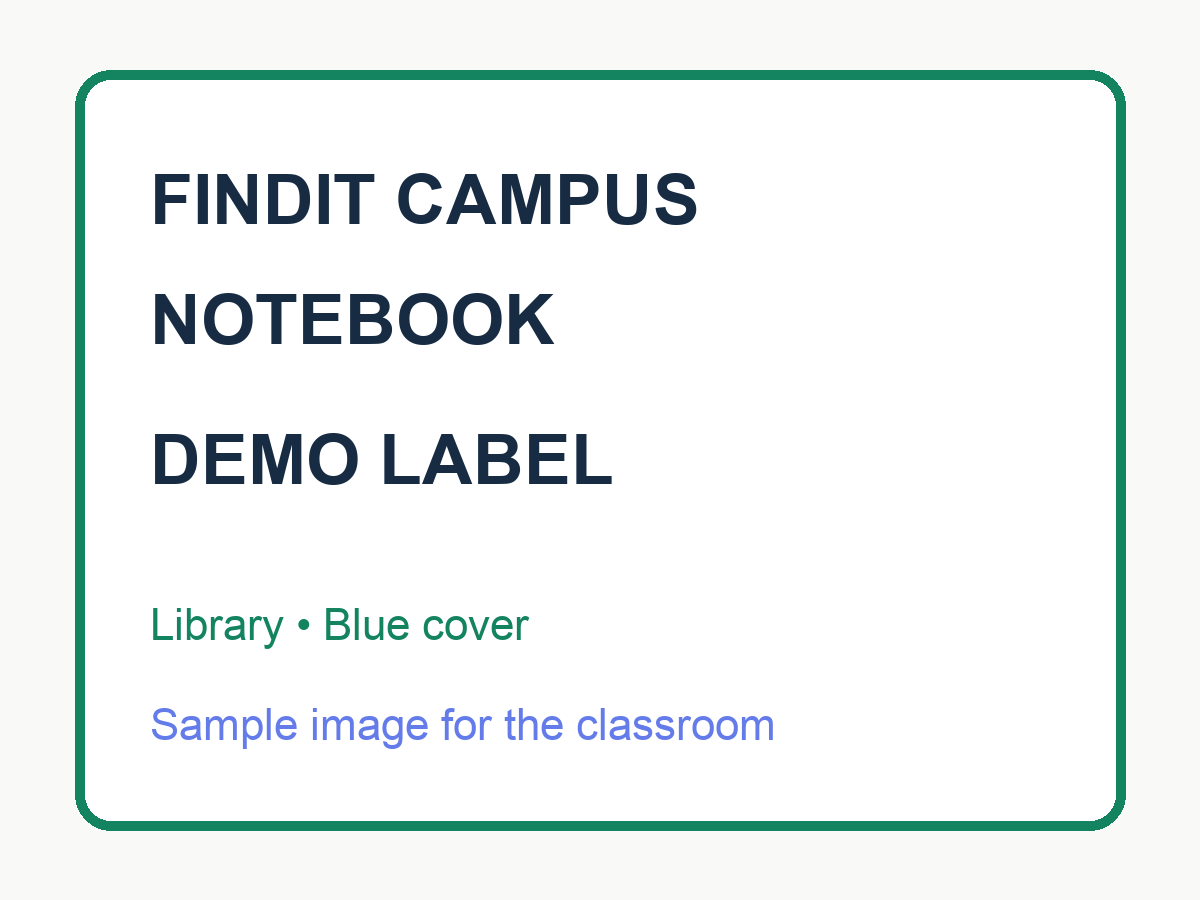 FINDIT CAMPUS
NOTEBOOK
DEMO LABEL
Library • Blue cover
Sample image for the classroom